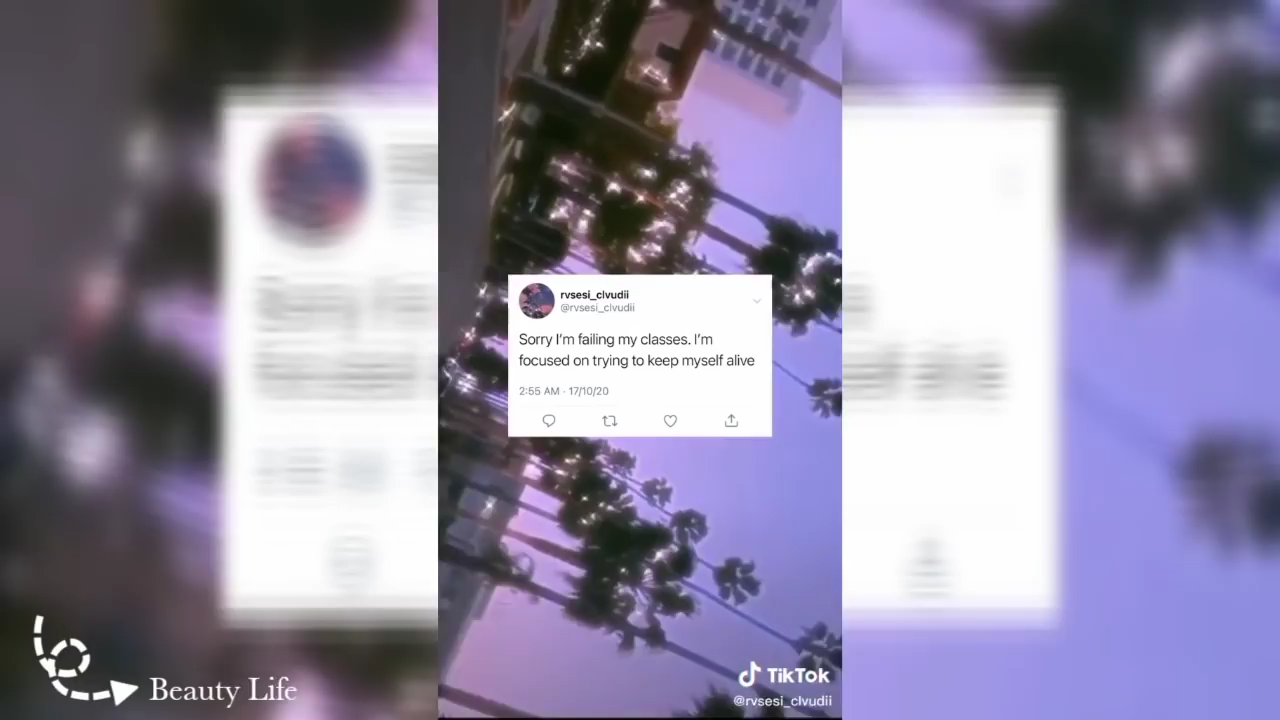 rvsesi_clvudii
@rvsesi_clvudii
Sorry I'm failing my classes. I'm
focused on trying to keep myself alive
2:55 AM · 17/10/20
TikTok
@rvsesi_clvudii
Beauty Life